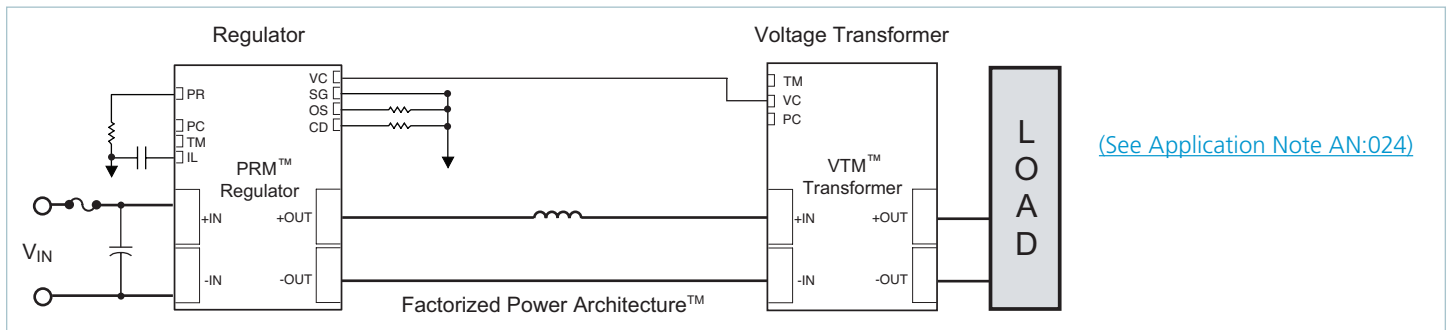 Regulator
Voltage Transformer
VC
SG
OS
CD
PR
PC
TM
IL
PRM™
Regulator
+IN
+OUT
-IN
-OUT
VIN
Factorized Power Architecture™
TM
VC
PC
VTM™
Transformer
+IN
+OUT
-IN
-OUT
L
O
A
D
(See Application Note AN:024)